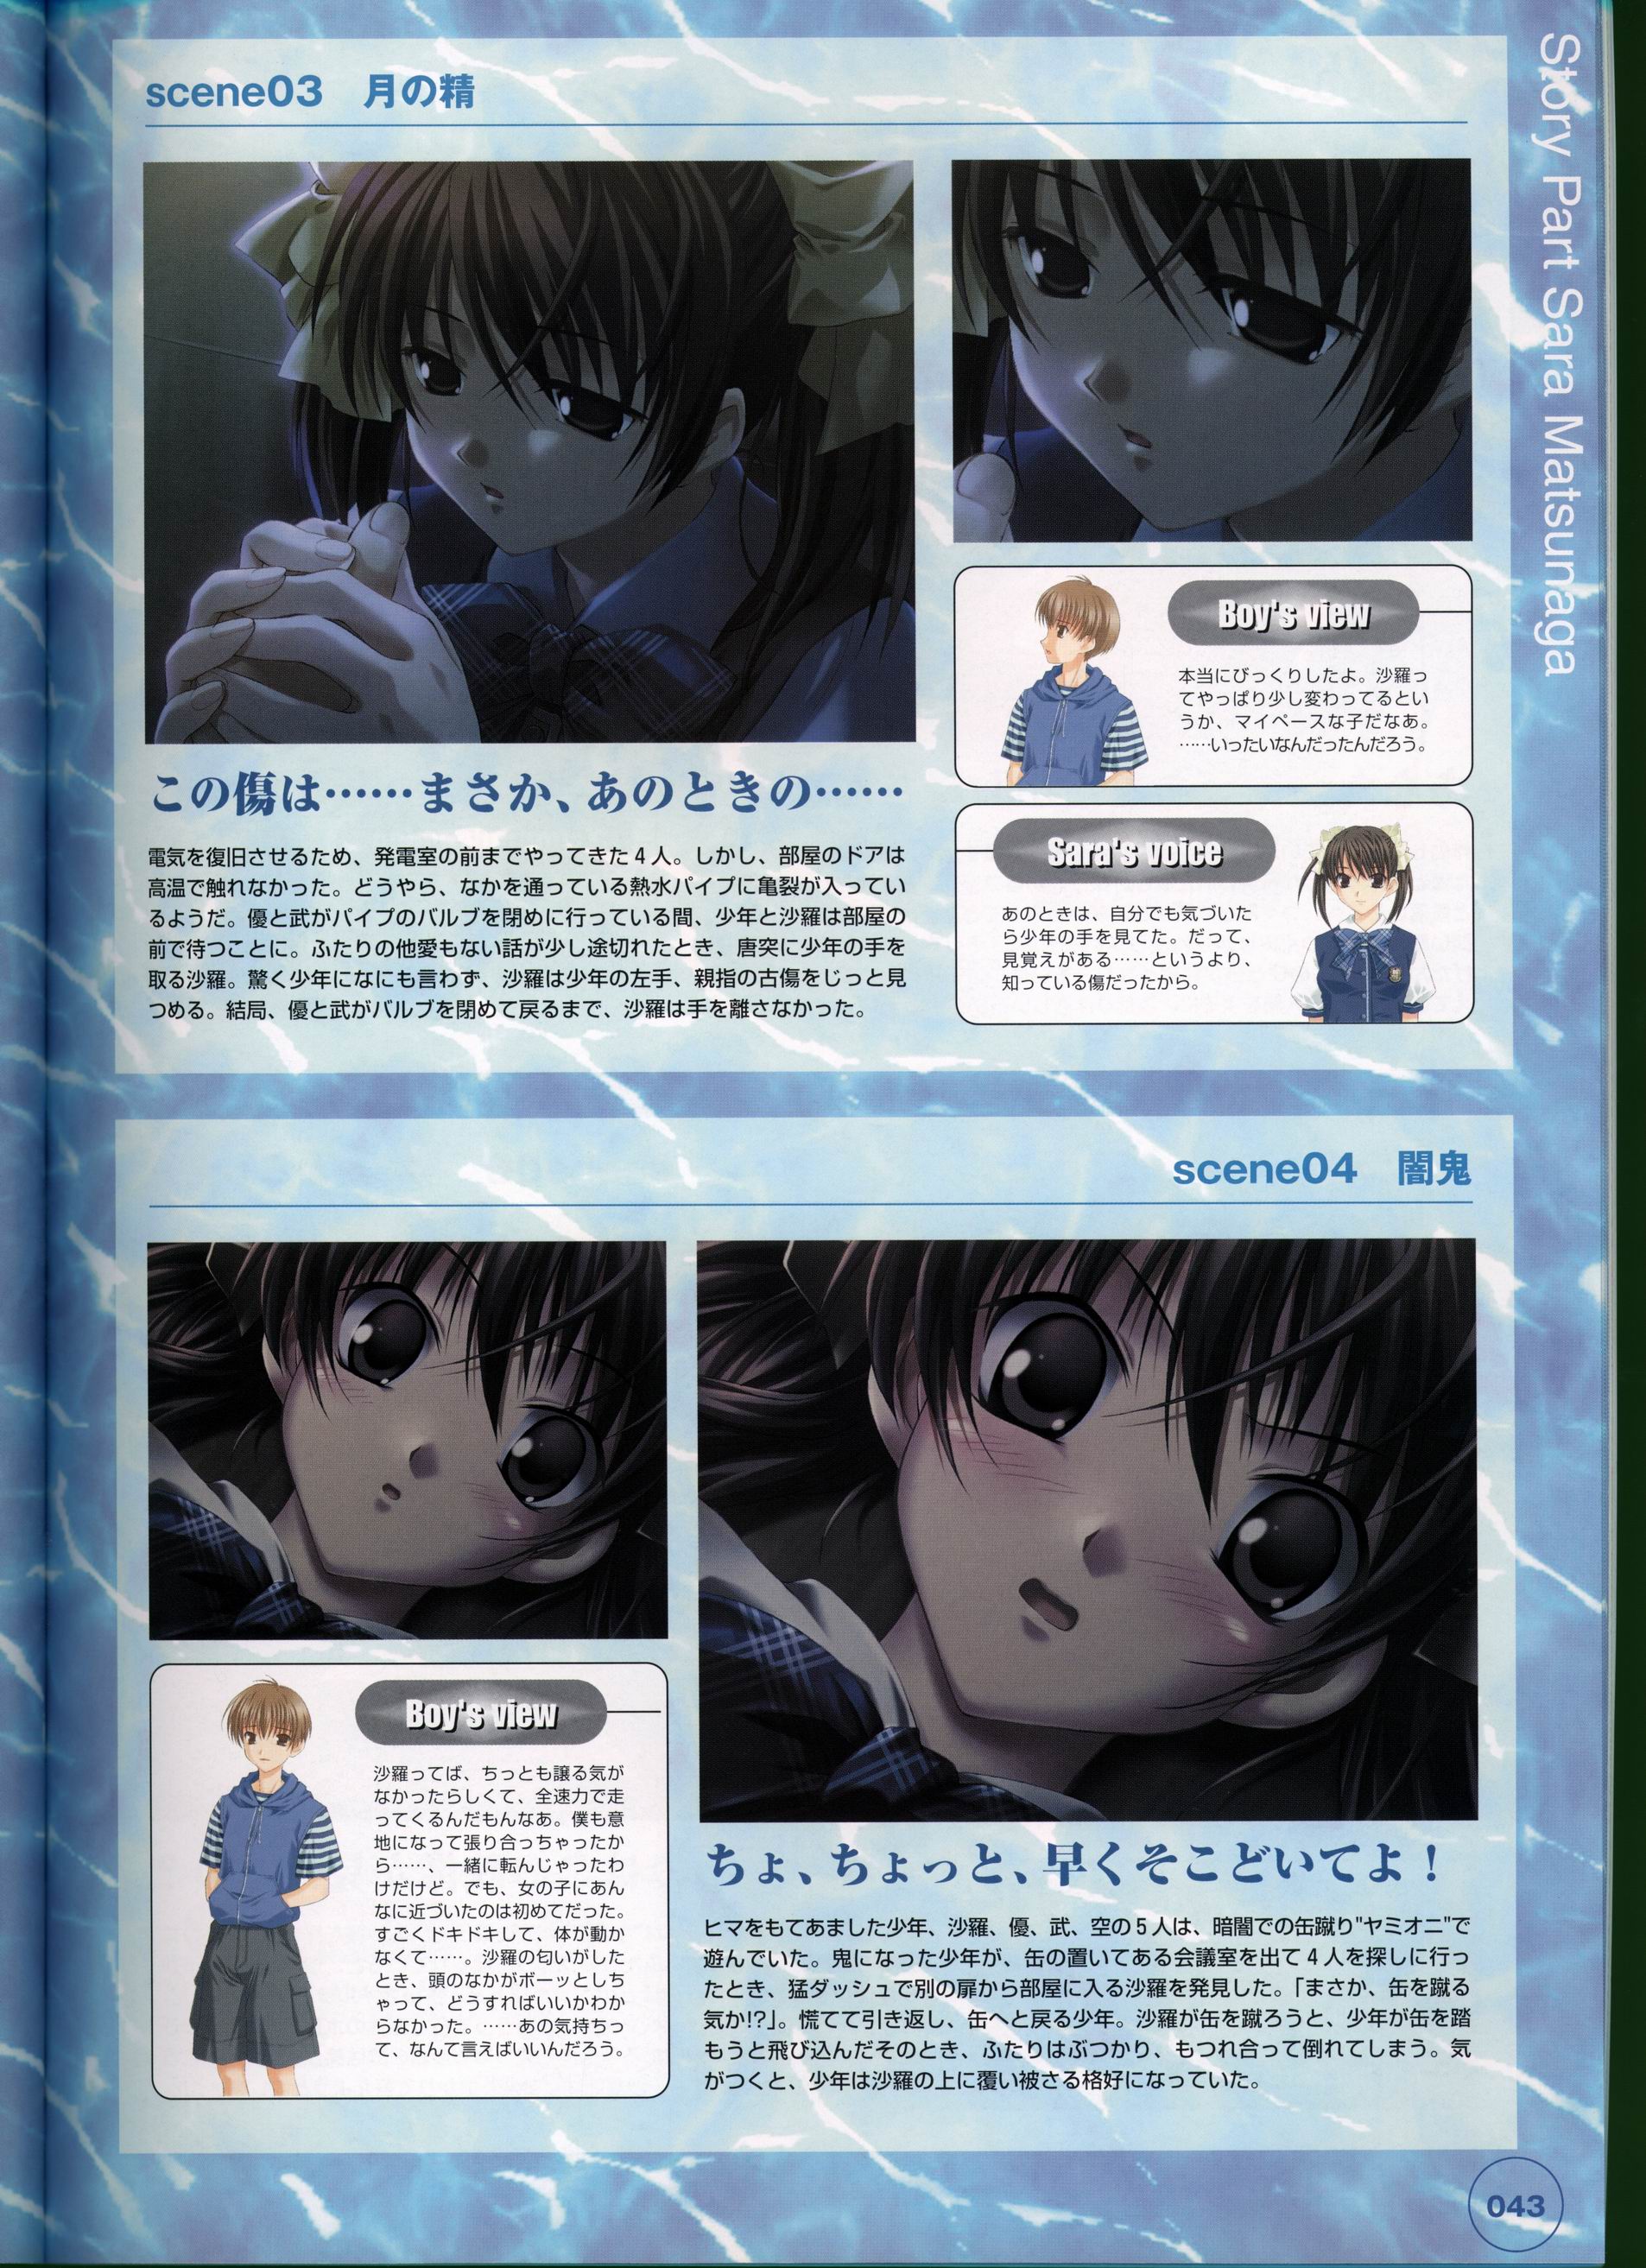 Story Part Sara Matsunaga
scene03 月の精
この傷は……まさか、あのときの……
電気を復旧させるため、発電室の前までやってきた4人。しかし、部屋のドアは
高温で触れなかった。どうやら、なかを通っている熱水パイプに亀裂が入ってい
るようだ。優と武がパイプのバルブを閉めに行っている間、少年と沙羅は部屋の
前で待つことに。ふたりの他愛もない話が少し途切れたとき、唐突に少年の手を
取る沙羅。驚く少年になにも言わず、沙羅は少年の左手、親指の古傷をじっと見
つめる。結局、優と武がバルブを閉めて戻るまで、沙羅は手を離さなかった。
Boy's view
本当にびっくりしたよ。沙羅っ
てやっぱり少し変わってるとい
うか、マイペースな子だなあ。
……いったいなんだったんだろう。
Sara's voice
あのときは、自分でも気づいた
ら少年の手を見てた。だって、
見覚えがある……というより、
知っている傷だったから。
scene04 闇鬼
Boy's view
沙羅ってば、ちっとも譲る気が
なかったらしくて、全速力で走
ってくるんだもんなあ。僕も意
地になって張り合っちゃったか
ら……、一緒に転んじゃったわ
けだけど。でも、女の子にあん
なに近づいたのは初めてだった。
すごくドキドキして、体が動か
なくて……。沙羅の匂いがした
とき、頭のなかがボーッとしち
ゃって、どうすればいいかわか
らなかった。……あの気持ちっ
て、なんて言えばいいんだろう。
ちょ、ちょっと、早くそこどいてよ！
ヒマをもてあました少年、沙羅、優、武、空の5人は、暗闇での缶蹴り"ヤミオニ"で
遊んでいた。鬼になった少年が、缶の置いてある会議室を出て4人を探しに行っ
たとき、猛ダッシュで別の扉から部屋に入る沙羅を発見した。「まさか、缶を蹴る
気か!?」。慌てて引き返し、缶へと戻る少年。沙羅が缶を蹴ろうと、少年が缶を踏
もうと飛び込んだそのとき、ふたりはぶつかり、もつれ合って倒れてしまう。気
がつくと、少年は沙羅の上に覆い被さる格好になっていた。
043